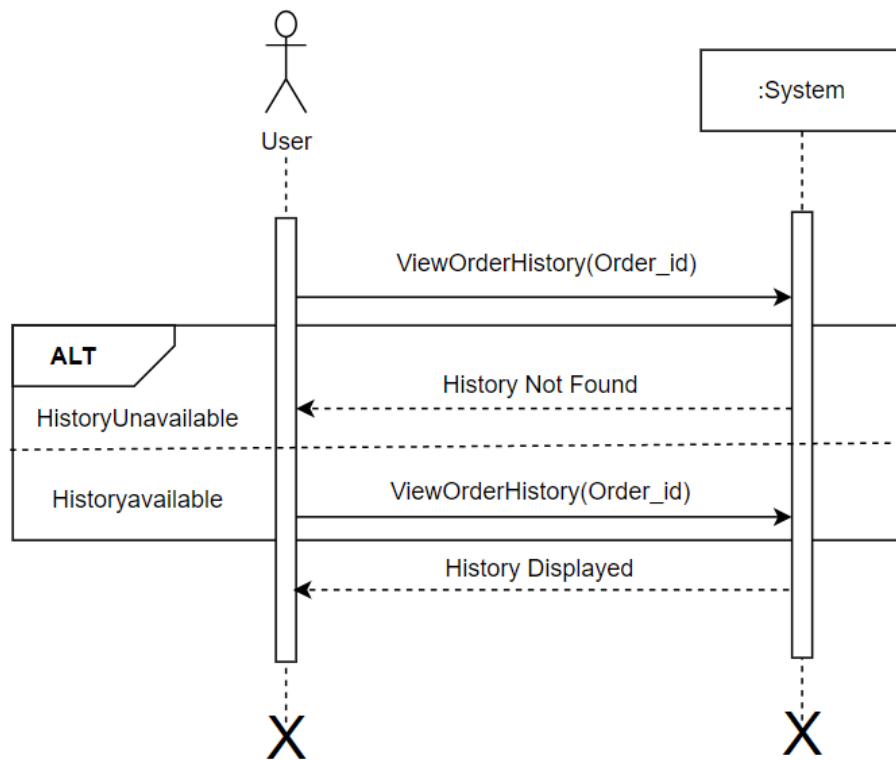 :System
User
ViewOrderHistory(Order_id)
ALT
History Not Found
HistoryUnavailable
ViewOrderHistory(Order_id)
Historyavailable
History Displayed
X
X